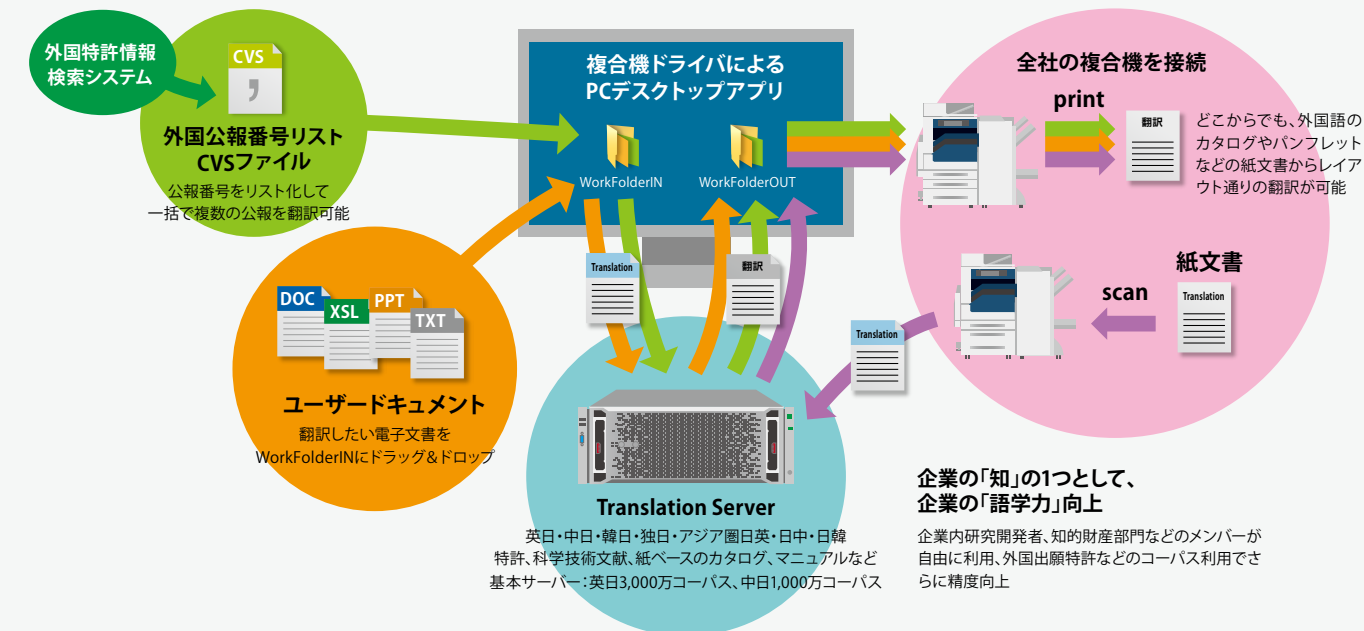 外国特許情報
検索システム
CVS
外国公報番号リスト
CVSファイル
公報番号をリスト化して
一括で複数の公報を翻訳可能
DOC
XSL
PPT
TXT
ユーザードキュメント
翻訳したい電子文書を
WorkFolderINにドラッグ&ドロップ
複合機ドライバによる
PCデスクトップアプリ
WorkFolderIN
WorkFolderOUT
Translation
翻訳
Translation Server
英日・中日・韓日・独日・アジア圏日英・日中・日韓
特許、科学技術文献、紙ベースのカタログ、マニュアルなど
基本サーバー：英日3,000万コーパス、中日1,000万コーパス
全社の複合機を接続
print
翻訳
どこからでも、外国語の
カタログやパンフレット
などの紙文書からレイア
ウト通りの翻訳が可能
紙文書
scan
Translation
Translation
企業の「知」の1つとして、
企業の「語学力」向上
企業内研究開発者、知的財産部門などのメンバーが
自由に利用、外国出願特許などのコーパス利用でさ
らに精度向上